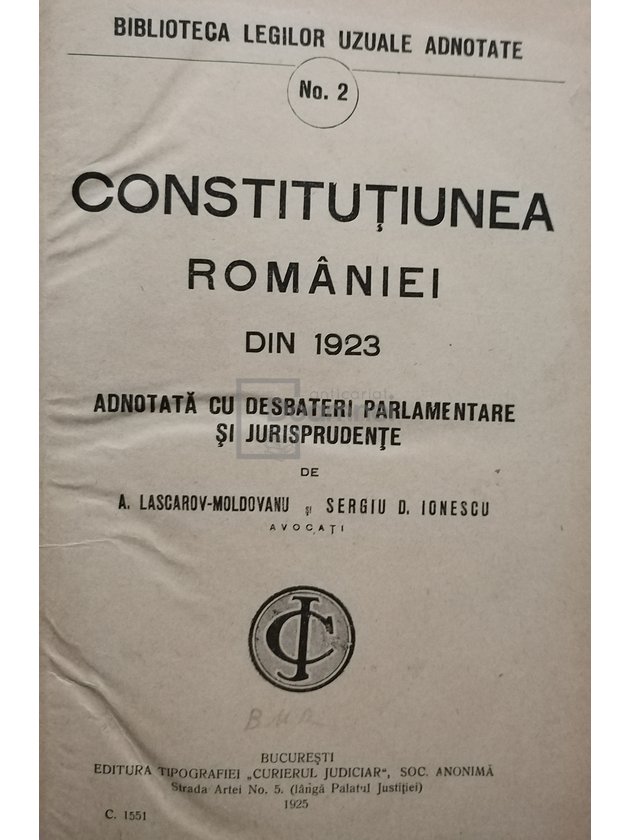 BIBLIOTECA LEGILOR UZUALE ADNOTATE
No. 2
CONSTITUȚIUNEA
ROMÂNIEI
DIN 1923
ADNOTATĂ CU DESBATERI PARLAMENTARE
ȘI JURISPRUDENȚE
DE
A. LASCAROV-MOLDOVANU și SERGIU D. IONESCU
AVOCAȚI
CJ
BUCUREȘTI
EDITURA TIPOGRAFIEI „CURIERUL JUDICIAR“, SOC. ANONIMĂ
Strada Artei No. 5. (lângă Palatul Justiției)
1925
C. 1551